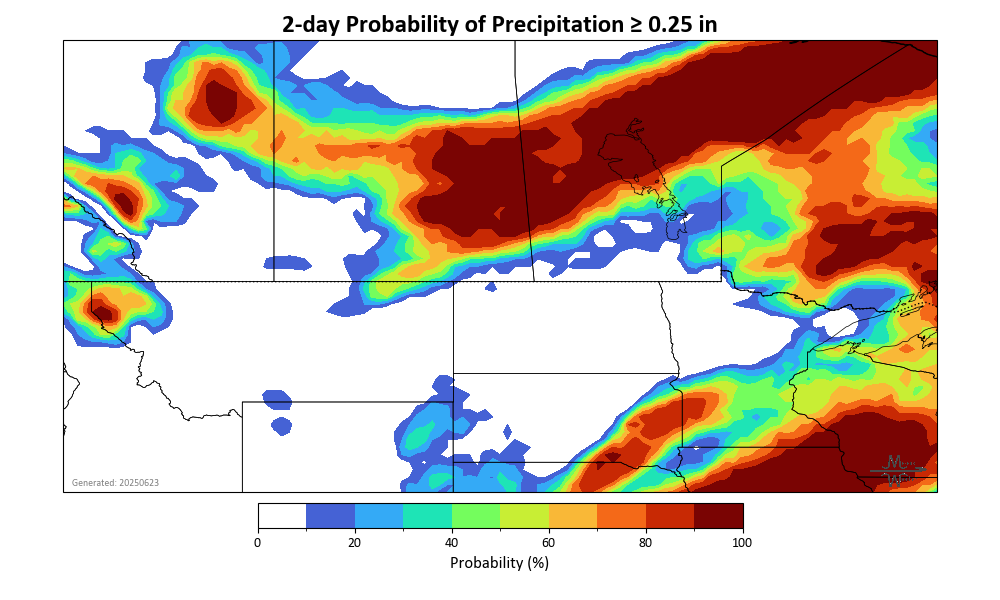 2-day Probability of Precipitation ≥ 0.25 in
Generated: 20250623
0 20 40 60 80 100
Probability (%)